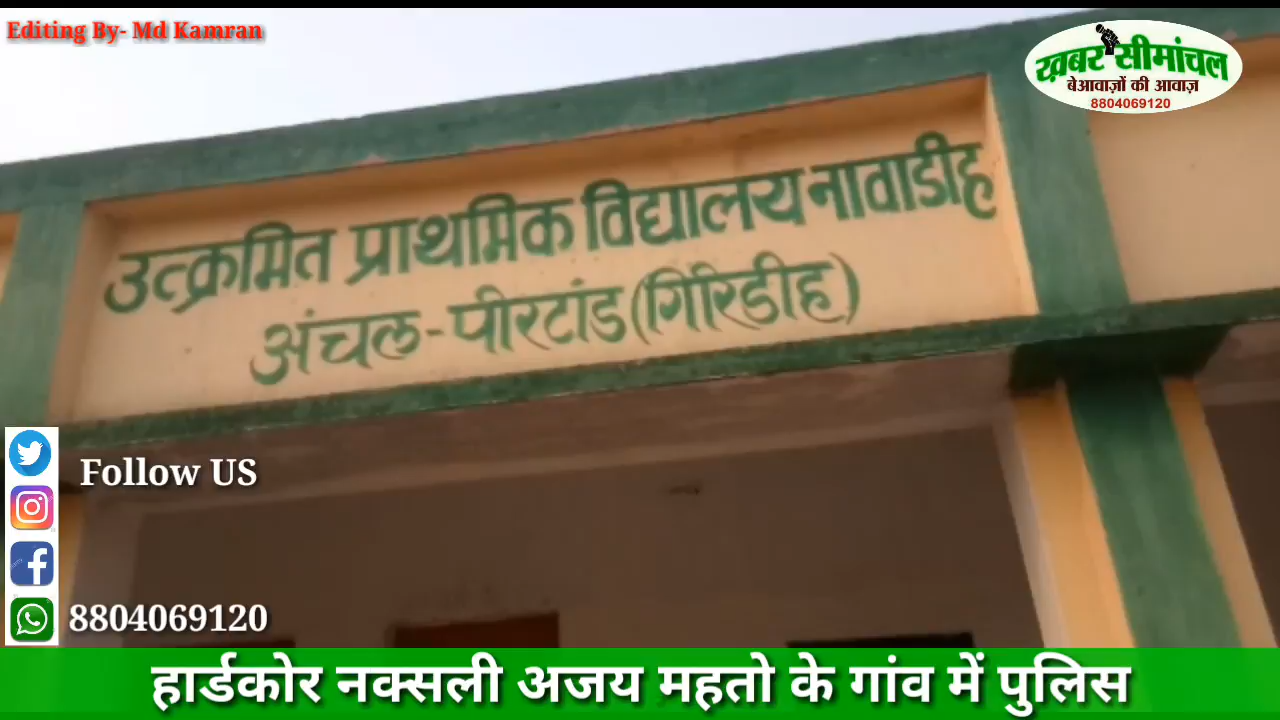 Editing By- Md Kamran
ख़बर सीमांचल
बेआवाज़ों की आवाज़
8804069120
उत्क्रमित प्राथमिक विद्यालय नावाडीह
अंचल-पीरटांड (गिरिडीह)
Follow US
8804069120
हार्डकोर नक्सली अजय महतो के गांव में पुलिस